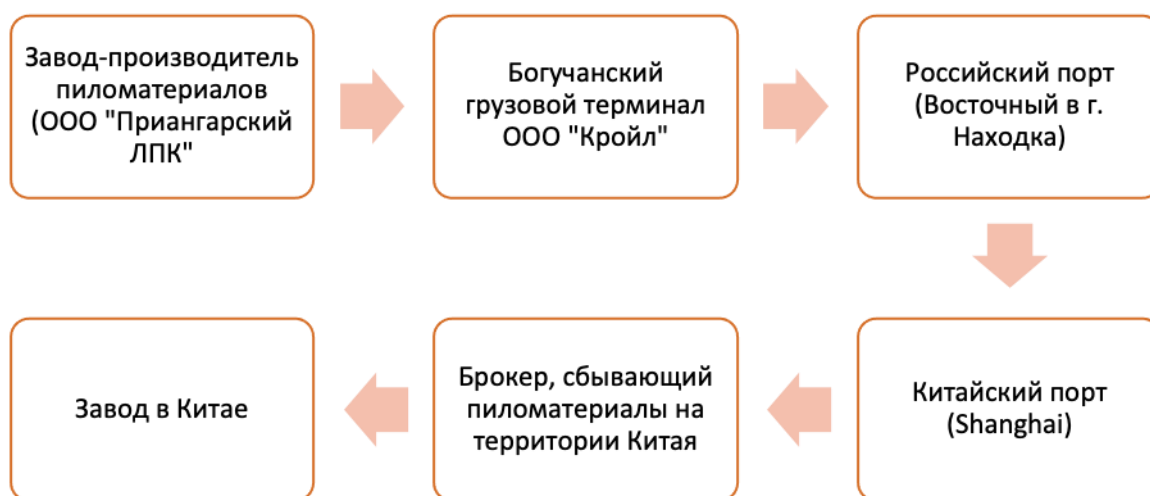 Завод-производитель
пиломатериалов
(ООО "Приангарский
ЛПК"
Богучанский
грузовой терминал
ООО "Кройл"
Российский порт
(Восточный в г.
Находка)
Китайский порт
(Shanghai)
Брокер, сбывающий
пиломатериалы на
территории Китая
Завод в Китае